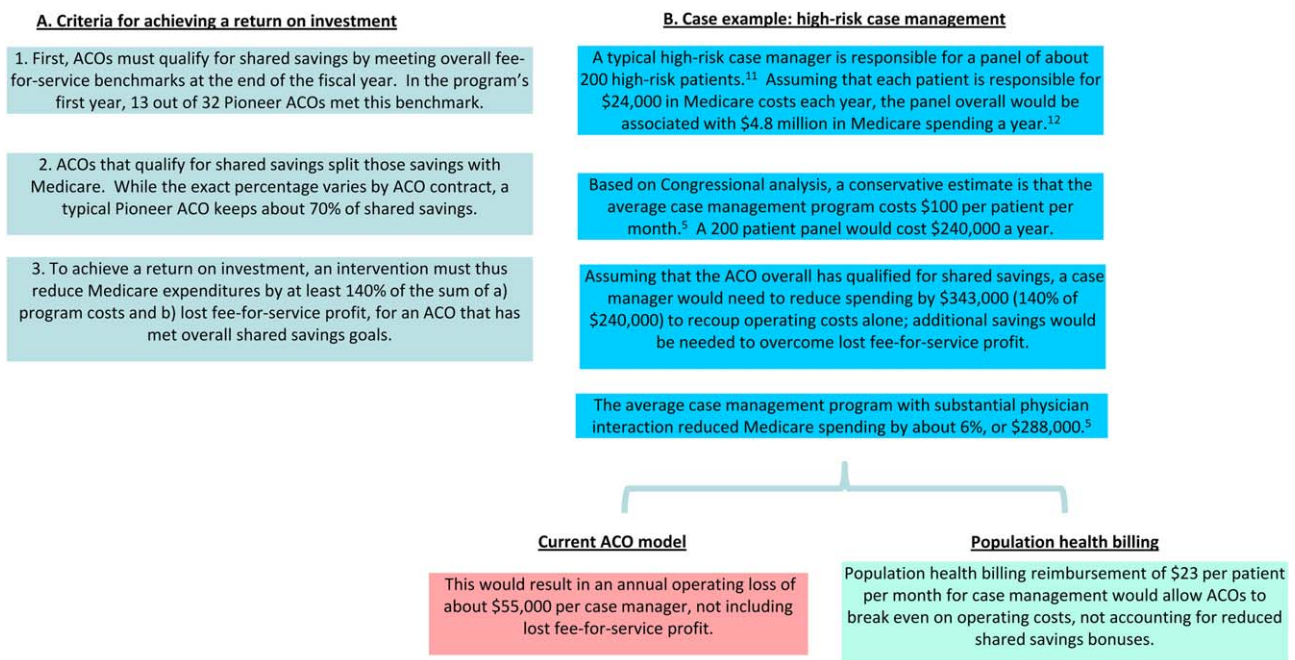 A. Criteria for achieving a return on investment
1. First, ACOs must qualify for shared savings by meeting overall fee-
for-service benchmarks at the end of the fiscal year. In the program's
first year, 13 out of 32 Pioneer ACOs met this benchmark.
2. ACOs that qualify for shared savings split those savings with
Medicare. While the exact percentage varies by ACO contract, a
typical Pioneer ACO keeps about 70% of shared savings.
3. To achieve a return on investment, an intervention must thus
reduce Medicare expenditures by at least 140% of the sum of a)
program costs and b) lost fee-for-service profit, for an ACO that has
met overall shared savings goals.
B. Case example: high-risk case management
A typical high-risk case manager is responsible for a panel of about
200 high-risk patients.¹¹ Assuming that each patient is responsible for
$24,000 in Medicare costs each year, the panel overall would be
associated with $4.8 million in Medicare spending a year.¹²
Based on Congressional analysis, a conservative estimate is that the
average case management program costs $100 per patient per
month.⁵ A 200 patient panel would cost $240,000 a year.
Assuming that the ACO overall has qualified for shared savings, a case
manager would need to reduce spending by $343,000 (140% of
$240,000) to recoup operating costs alone; additional savings would
be needed to overcome lost fee-for-service profit.
The average case management program with substantial physician
interaction reduced Medicare spending by about 6%, or $288,000.⁵
Current ACO model
This would result in an annual operating loss of
about $55,000 per case manager, not including
lost fee-for-service profit.
Population health billing
Population health billing reimbursement of $23 per patient
per month for case management would allow ACOs to
break even on operating costs, not accounting for reduced
shared savings bonuses.